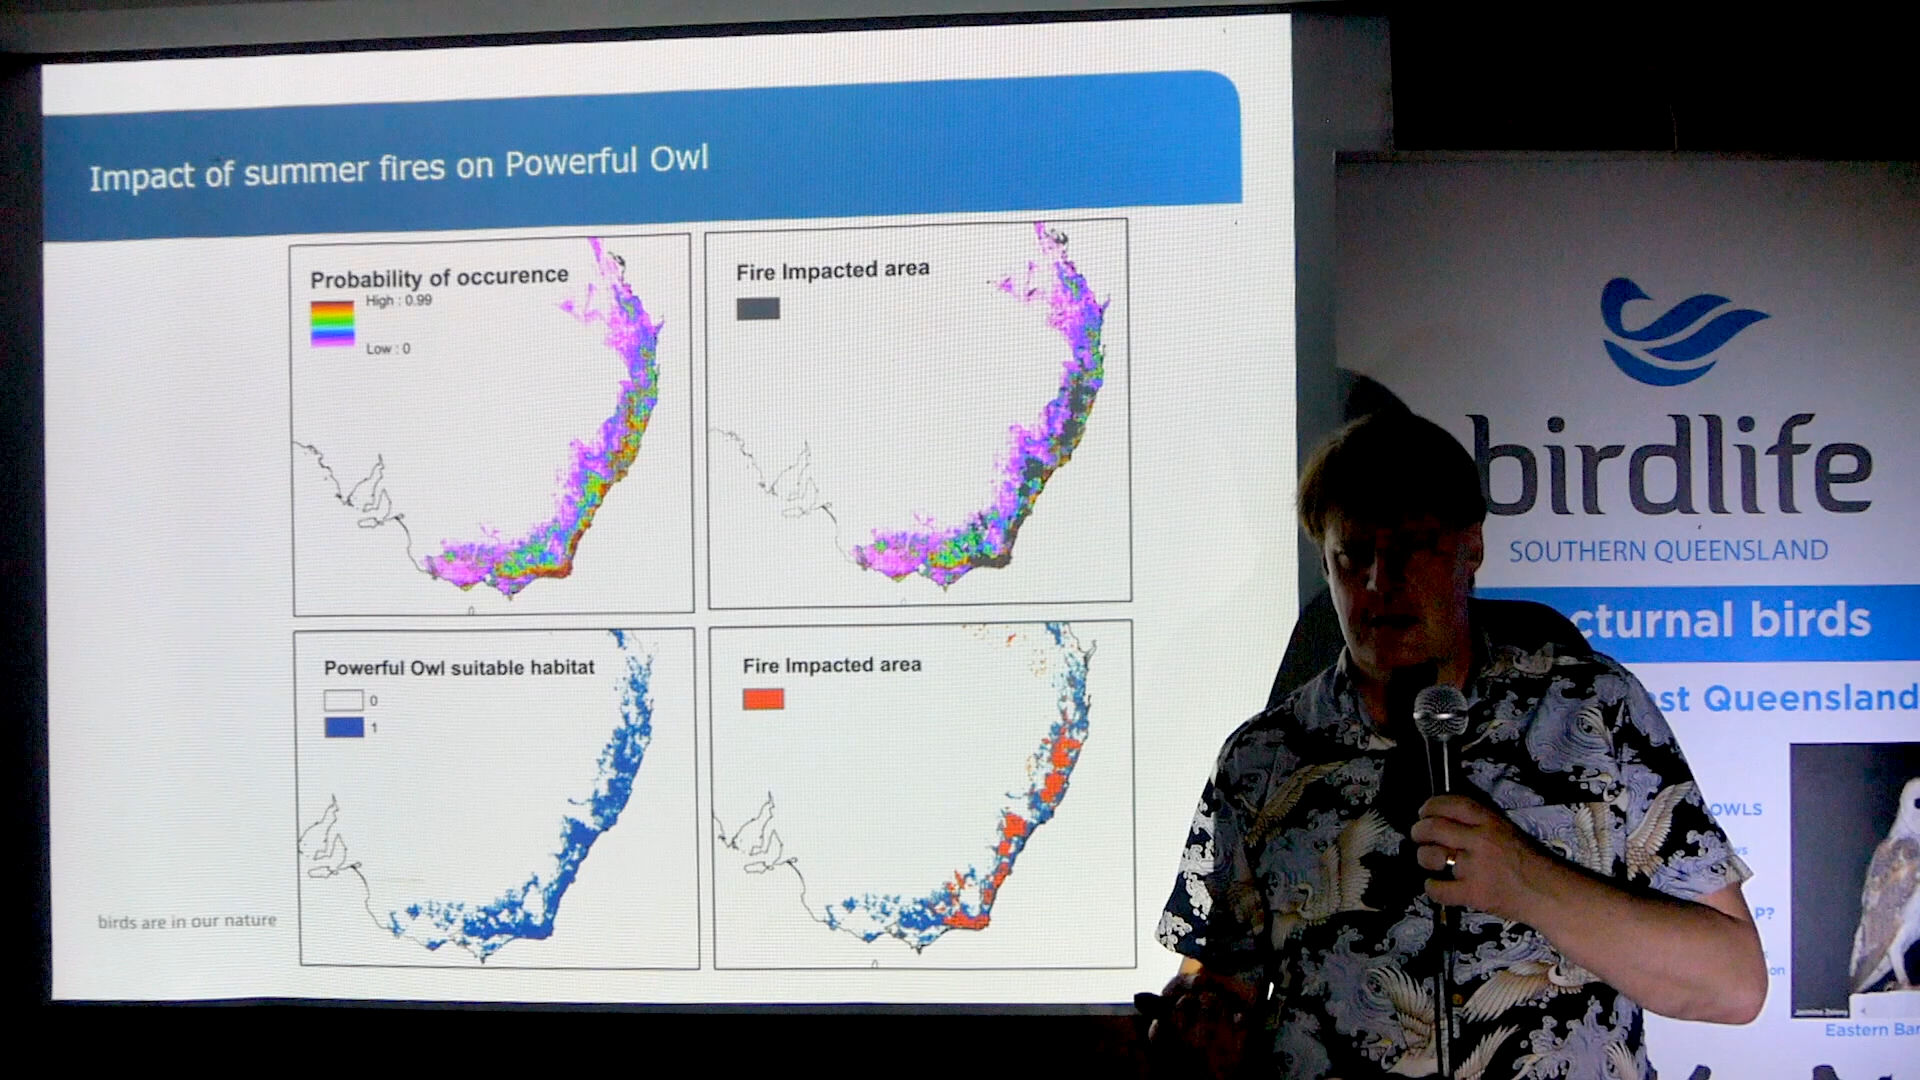 Impact of summer fires on Powerful Owl
Probability of occurence
High : 0.99
Low : 0
Fire Impacted area
Powerful Owl suitable habitat
0
1
Fire Impacted area
birds are in our nature
birdlife
SOUTHERN QUEENSLAND
cturnal birds
st Queensland
OWLS
P?
on
Eastern Bar